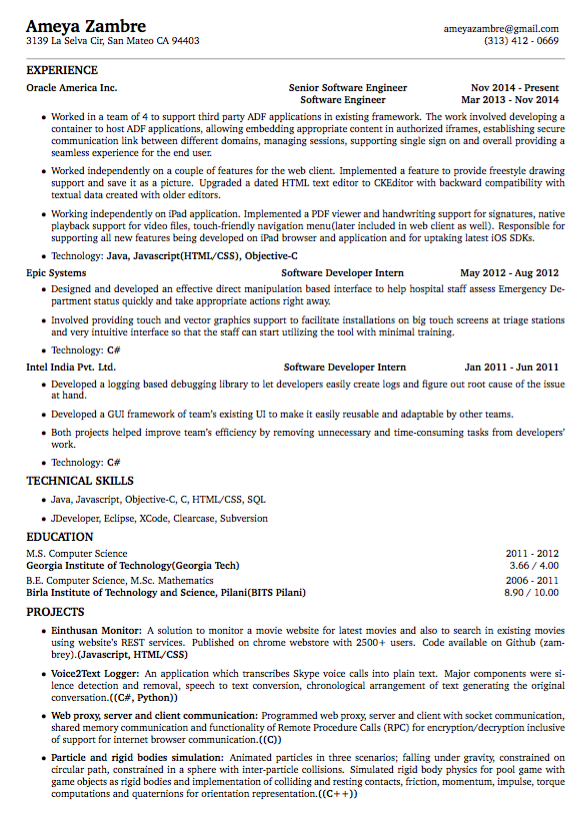 Ameya Zambre
ameyazambre@gmail.com
3139 La Selva Cir, San Mateo CA 94403
(313) 412 - 0669
EXPERIENCE
Oracle America Inc. Senior Software Engineer Nov 2014 - Present
Software Engineer Mar 2013 - Nov 2014
• Worked in a team of 4 to support third party ADF applications in existing framework. The work involved developing a
container to host ADF applications, allowing embedding appropriate content in authorized iframes, establishing secure
communication link between different domains, managing sessions, supporting single sign on and overall providing a
seamless experience for the end user.
• Worked independently on a couple of features for the web client. Implemented a feature to provide freestyle drawing
support and save it as a picture. Upgraded a dated HTML text editor to CKEditor with backward compatibility with
textual data created with older editors.
• Working independently on iPad application. Implemented a PDF viewer and handwriting support for signatures, native
playback support for video files, touch-friendly navigation menu(later included in web client as well). Responsible for
supporting all new features being developed on iPad browser and application and for uptaking latest iOS SDKs.
• Technology: Java, Javascript(HTML/CSS), Objective-C
Epic Systems Software Developer Intern May 2012 - Aug 2012
• Designed and developed an effective direct manipulation based interface to help hospital staff assess Emergency De-
partment status quickly and take appropriate actions right away.
• Involved providing touch and vector graphics support to facilitate installations on big touch screens at triage stations
and very intuitive interface so that the staff can start utilizing the tool with minimal training.
• Technology: C#
Intel India Pvt. Ltd. Software Developer Intern Jan 2011 - Jun 2011
• Developed a logging based debugging library to let developers easily create logs and figure out root cause of the issue
at hand.
• Developed a GUI framework of team's existing UI to make it easily reusable and adaptable by other teams.
• Both projects helped improve team's efficiency by removing unnecessary and time-consuming tasks from developers'
work.
• Technology: C#
TECHNICAL SKILLS
• Java, Javascript, Objective-C, C, HTML/CSS, SQL
• JDeveloper, Eclipse, XCode, Clearcase, Subversion
EDUCATION
M.S. Computer Science 2011 - 2012
Georgia Institute of Technology(Georgia Tech) 3.66 / 4.00
B.E. Computer Science, M.Sc. Mathematics 2006 - 2011
Birla Institute of Technology and Science, Pilani(BITS Pilani) 8.90 / 10.00
PROJECTS
• Einthusan Monitor: A solution to monitor a movie website for latest movies and also to search in existing movies
using website's REST services. Published on chrome webstore with 2500+ users. Code available on Github (zam-
brey).(Javascript, HTML/CSS)
• Voice2Text Logger: An application which transcribes Skype voice calls into plain text. Major components were si-
lence detection and removal, speech to text conversion, chronological arrangement of text generating the original
conversation.((C#, Python))
• Web proxy, server and client communication: Programmed web proxy, server and client with socket communication,
shared memory communication and functionality of Remote Procedure Calls (RPC) for encryption/decryption inclusive
of support for internet browser communication.((C))
• Particle and rigid bodies simulation: Animated particles in three scenarios; falling under gravity, constrained on
circular path, constrained in a sphere with inter-particle collisions. Simulated rigid body physics for pool game with
game objects as rigid bodies and implementation of colliding and resting contacts, friction, momentum, impulse, torque
computations and quaternions for orientation representation.((C++))